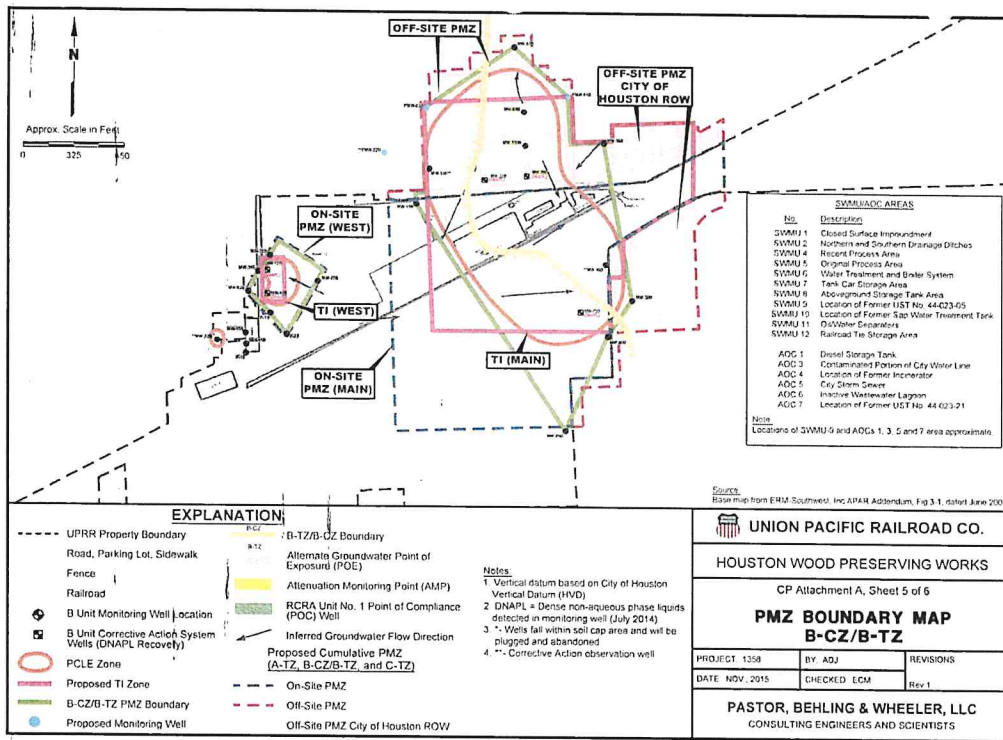 N
Approx. Scale in Feet
0 325 650
OFF-SITE PMZ
OFF-SITE PMZ
CITY OF
HOUSTON ROW
ON-SITE
PMZ (WEST)
TI (WEST)
ON-SITE
PMZ (MAIN)
TI (MAIN)
SWMU/AOC AREAS
No. Description
SWMU 1 Closed Surface Impoundment
SWMU 2 Northern and Southern Drainage Ditches
SWMU 4 Recent Process Area
SWMU 5 Original Process Area
SWMU 6 Water Treatment and Boiler System
SWMU 7 Tank Car Storage Area
SWMU 8 Aboveground Storage Tank Area
SWMU 9 Location of Former UST No. 44-023-05
SWMU 10 Location of Former Sap Water Treatment Tank
SWMU 11 Oil/Water Separators
SWMU 12 Railroad Tie Storage Area
AOC 1 Diesel Storage Tank
AOC 3 Contaminated Portion of City Water Line
AOC 4 Location of Former Incinerator
AOC 5 City Storm Sewer
AOC 6 Inactive Wastewater Lagoon
AOC 7 Location of Former UST No. 44-023-21
Note
Locations of SWMU-9 and AOCs 1, 3, 5 and 7 area approximate.
Source:
Base map from ERM-Southwest, Inc APAR Addendum, Fig 3-1, dated June 200
EXPLANATION
UPRR Property Boundary
Road, Parking Lot, Sidewalk
Fence
Railroad
B Unit Monitoring Well Location
B Unit Corrective Action System
Wells (DNAPL Recovery)
PCLE Zone
Proposed TI Zone
B-CZ/B-TZ PMZ Boundary
Proposed Monitoring Well
B-CZ
B-TZ
B-TZ/B-CZ Boundary
Alternate Groundwater Point of
Exposure (POE)
Attenuation Monitoring Point (AMP)
RCRA Unit No. 1 Point of Compliance
(POC) Well
Inferred Groundwater Flow Direction
Proposed Cumulative PMZ
(A-TZ, B-CZ/B-TZ, and C-TZ)
On-Site PMZ
Off-Site PMZ
Off-Site PMZ City of Houston ROW
Notes:
1. Vertical datum based on City of Houston
Vertical Datum (HVD)
2 DNAPL = Dense non-aqueous phase liquids
detected in monitoring well (July 2014)
3. *- Wells fall within soil cap area and will be
plugged and abandoned
4. **- Corrective Action observation well
UNION PACIFIC RAILROAD CO.
HOUSTON WOOD PRESERVING WORKS
CP Attachment A, Sheet 5 of 6
PMZ BOUNDARY MAP
B-CZ/B-TZ
PROJECT. 1358 BY. ADJ REVISIONS
DATE NOV., 2015 CHECKED ECM Rev 1
PASTOR, BEHLING & WHEELER, LLC
CONSULTING ENGINEERS AND SCIENTISTS